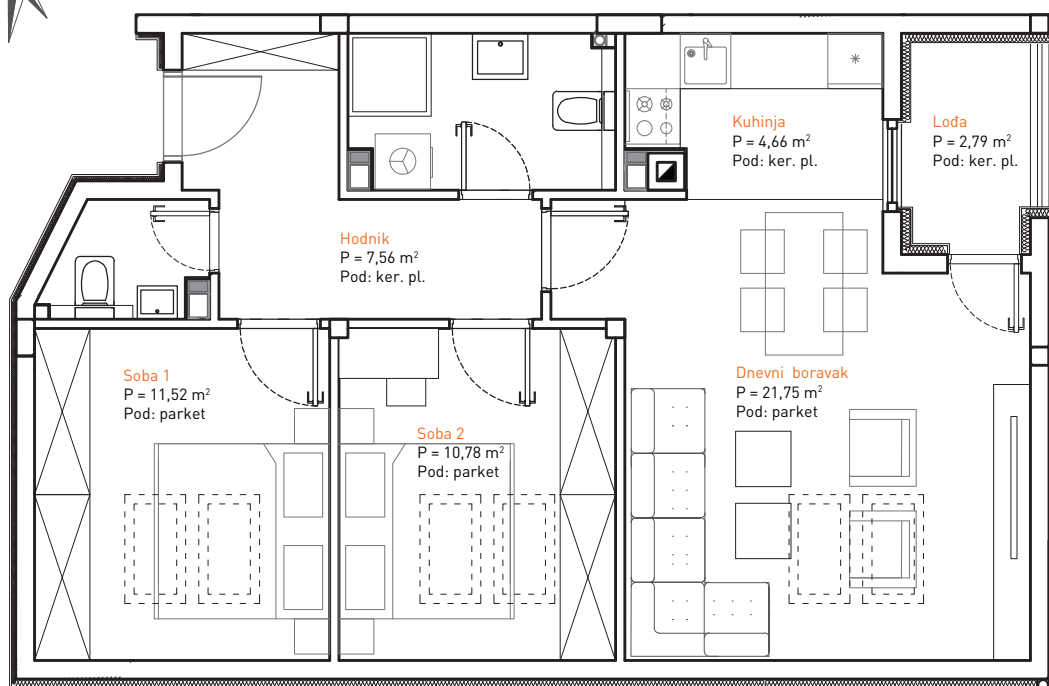 Kuhinja
P = 4,66 m²
Pod: ker. pl.
Lođa
P = 2,79 m²
Pod: ker. pl.
Hodnik
P = 7,56 m²
Pod: ker. pl.
Soba 1
P = 11,52 m²
Pod: parket
Soba 2
P = 10,78 m²
Pod: parket
Dnevni boravak
P = 21,75 m²
Pod: parket